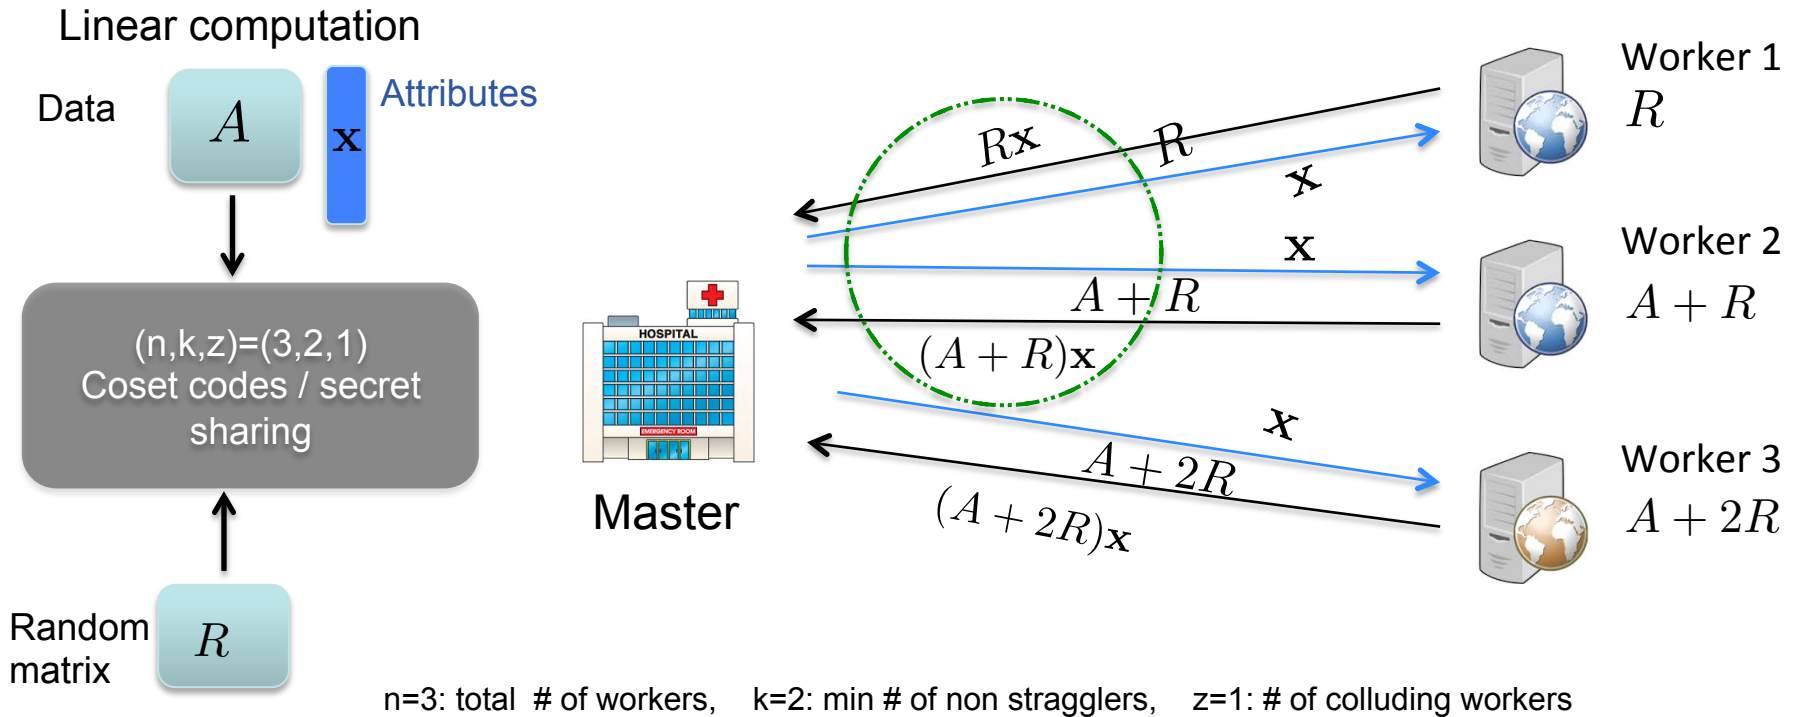 Linear computation
Data
A
x
Attributes
(n,k,z)=(3,2,1)
Coset codes / secret
sharing
Random
matrix
R
HOSPITAL
EMERGENCY ROOM
Master
Rx
R
x
x
A + R
(A + R)x
x
A + 2R
(A + 2R)x
Worker 1
R
Worker 2
A + R
Worker 3
A + 2R
n=3: total # of workers, k=2: min # of non stragglers, z=1: # of colluding workers